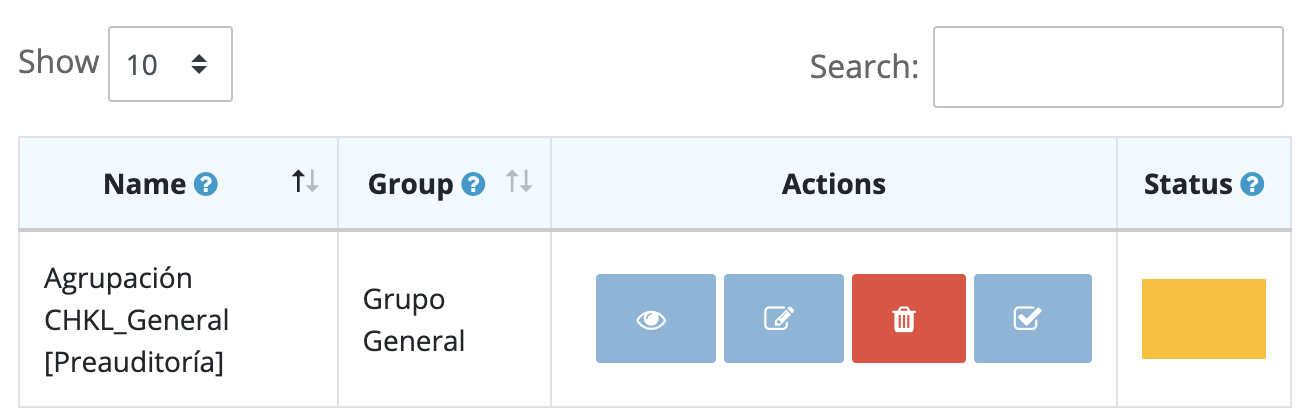 Show 10 Search:
Name Group Actions Status
Agrupación
CHKL_General
[Preauditoría]
Grupo
General